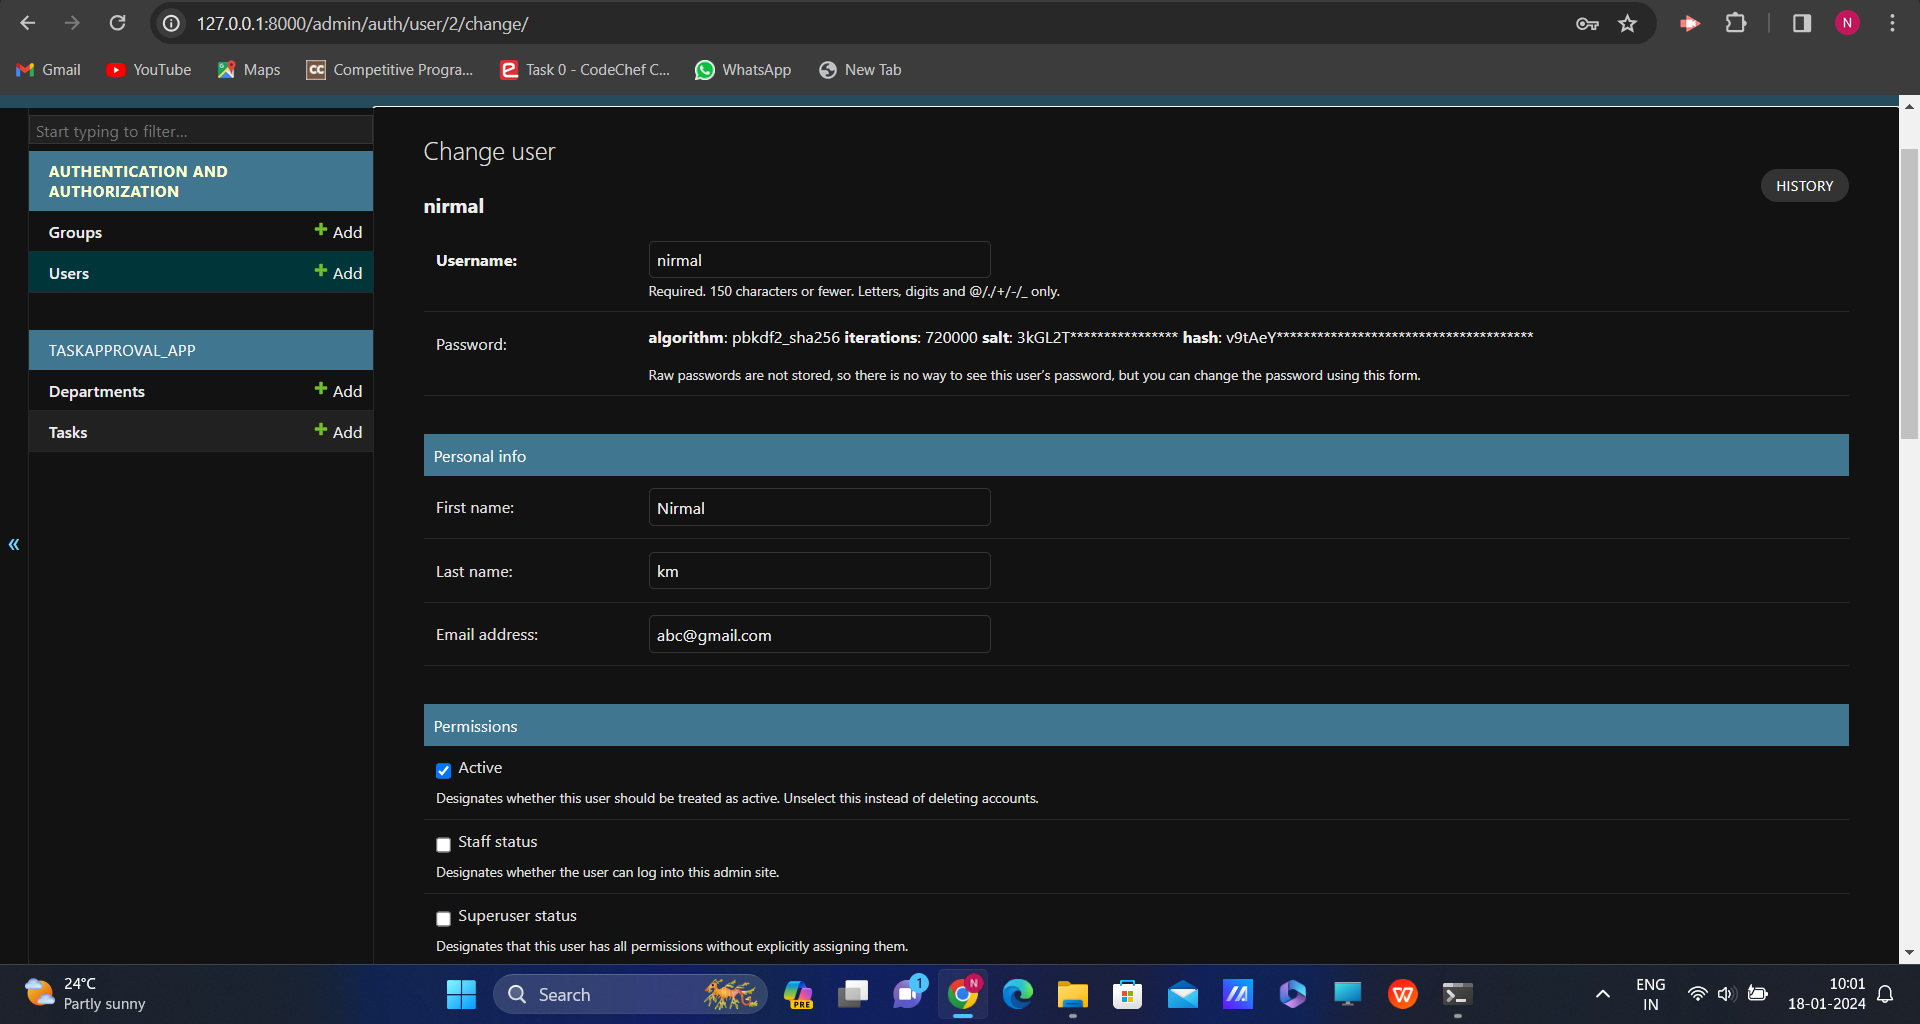 127.0.0.1:8000/admin/auth/user/2/change/
N
Gmail
YouTube
Maps
CC Competitive Progra...
Task 0 - CodeChef C...
WhatsApp
New Tab
Start typing to filter...
AUTHENTICATION AND
AUTHORIZATION
Groups + Add
Users + Add
TASKAPPROVAL_APP
Departments + Add
Tasks + Add
«
Change user
HISTORY
nirmal
Username: nirmal
Required. 150 characters or fewer. Letters, digits and @/./+/-/_ only.
Password: algorithm: pbkdf2_sha256 iterations: 720000 salt: 3kGL2T**************** hash: v9tAeY**************************************
Raw passwords are not stored, so there is no way to see this user’s password, but you can change the password using this form.
Personal info
First name: Nirmal
Last name: km
Email address: abc@gmail.com
Permissions
Active
Designates whether this user should be treated as active. Unselect this instead of deleting accounts.
Staff status
Designates whether the user can log into this admin site.
Superuser status
Designates that this user has all permissions without explicitly assigning them.
24°C
Partly sunny
Search
PRE
1
N
W
ENG
IN
10:01
18-01-2024